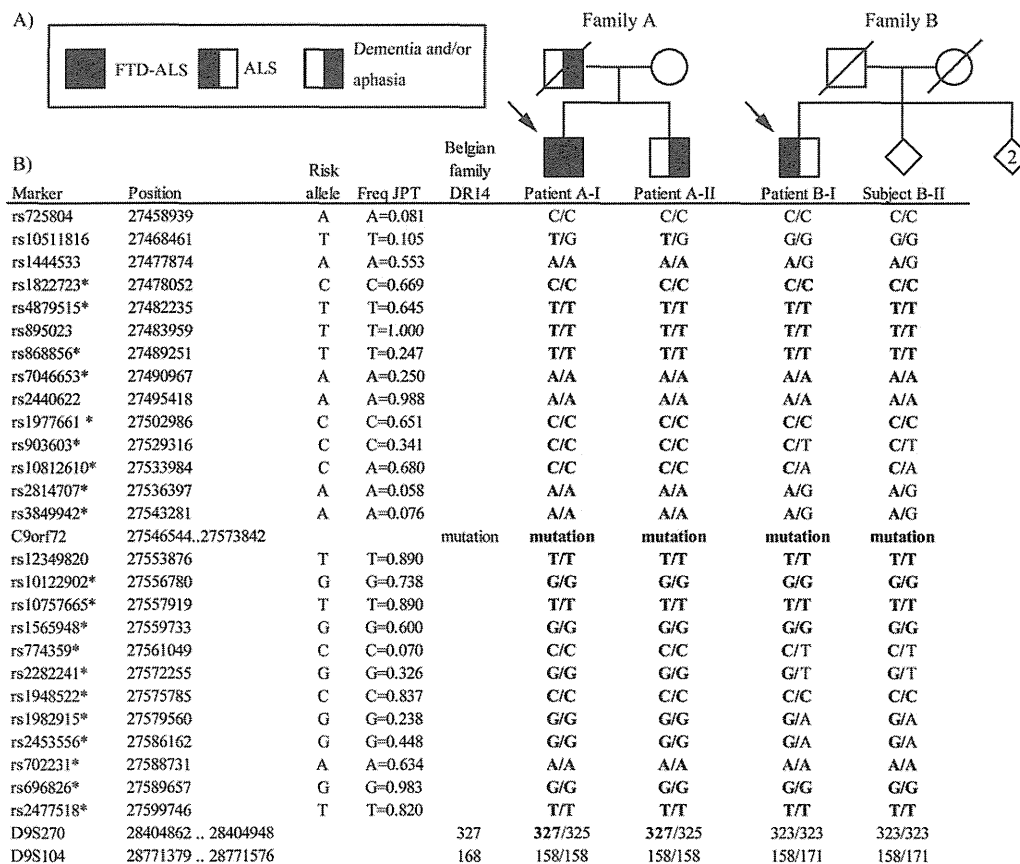 A)
Family A
Family B
FTD-ALS
ALS
Dementia and/or
aphasia
2
B)
Marker Position Risk allele Freq JPT Belgian family DR14 Patient A-I Patient A-II Patient B-I Subject B-II
rs725804 27458939 A A=0.081 C/C C/C C/C C/C
rs10511816 27468461 T T=0.105 T/G T/G G/G G/G
rs1444533 27477874 A A=0.553 A/A A/A A/G A/G
rs1822723* 27478052 C C=0.669 C/C C/C C/C C/C
rs4879515* 27482235 T T=0.645 T/T T/T T/T T/T
rs895023 27483959 T T=1.000 T/T T/T T/T T/T
rs868856* 27489251 T T=0.247 T/T T/T T/T T/T
rs7046653* 27490967 A A=0.250 A/A A/A A/A A/A
rs2440622 27495418 A A=0.988 A/A A/A A/A A/A
rs1977661 * 27502986 C C=0.651 C/C C/C C/C C/C
rs903603* 27529316 C C=0.341 C/C C/C C/T C/T
rs10812610* 27533984 C A=0.680 C/C C/C C/A C/A
rs2814707* 27536397 A A=0.058 A/A A/A A/G A/G
rs3849942* 27543281 A A=0.076 A/A A/A A/G A/G
C9orf72 27546544..27573842 mutation mutation mutation mutation mutation
rs12349820 27553876 T T=0.890 T/T T/T T/T T/T
rs10122902* 27556780 G G=0.738 G/G G/G G/G G/G
rs10757665* 27557919 T T=0.890 T/T T/T T/T T/T
rs1565948* 27559733 G G=0.600 G/G G/G G/G G/G
rs774359* 27561049 C C=0.070 C/C C/C C/T C/T
rs2282241* 27572255 G G=0.326 G/G G/G G/T G/T
rs1948522* 27575785 C C=0.837 C/C C/C C/C C/C
rs1982915* 27579560 G G=0.238 G/G G/G G/A G/A
rs2453556* 27586162 G G=0.448 G/G G/G G/A G/A
rs702231* 27588731 A A=0.634 A/A A/A A/A A/A
rs696826* 27589657 G G=0.983 G/G G/G G/G G/G
rs2477518* 27599746 T T=0.820 T/T T/T T/T T/T
D9S270 28404862 .. 28404948 327 327/325 327/325 323/323 323/323
D9S104 28771379 .. 28771576 168 158/158 158/158 158/171 158/171